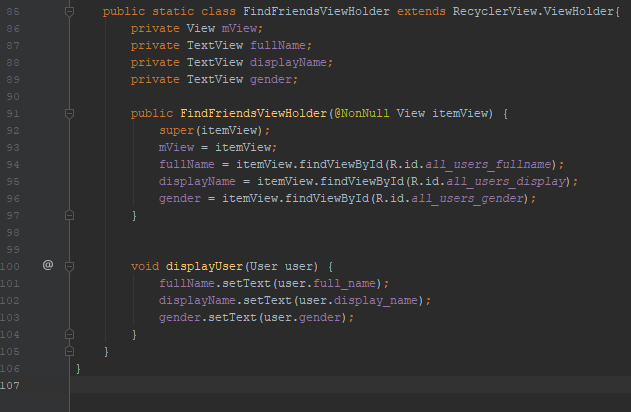 85 public static class FindFriendsViewHolder extends RecyclerView.ViewHolder{
86 private View mView;
87 private TextView fullName;
88 private TextView displayName;
89 private TextView gender;
90
91 public FindFriendsViewHolder(@NonNull View itemView) {
92 super(itemView);
93 mView = itemView;
94 fullName = itemView.findViewById(R.id.all_users_fullname);
95 displayName = itemView.findViewById(R.id.all_users_display);
96 gender = itemView.findViewById(R.id.all_users_gender);
97 }
98
99
100 @ void displayUser(User user) {
101 fullName.setText(user.full_name);
102 displayName.setText(user.display_name);
103 gender.setText(user.gender);
104 }
105 }
106 }
107